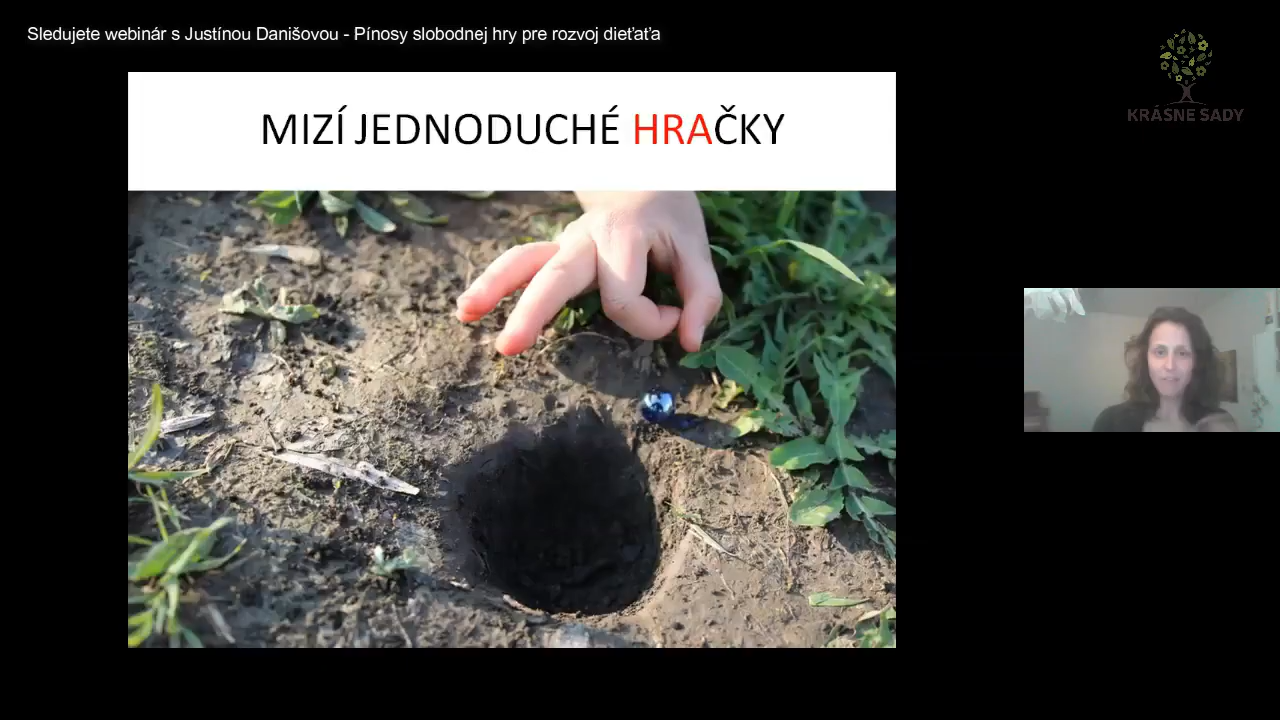 Sledujete webinár s Justínou Danišovou - Pínosy slobodnej hry pre rozvoj dieťaťa
KRÁSNE SADY
MIZÍ JEDNODUCHÉ HRAČKY